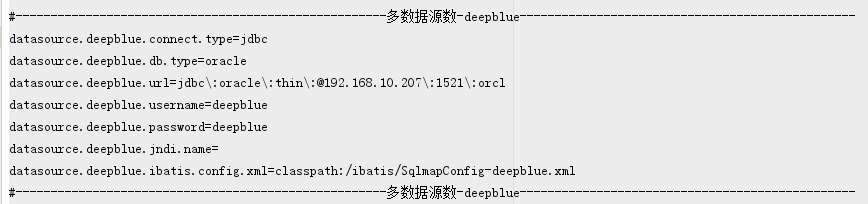 #-----------------------------------------------------多数据源数-deepblue------------------------------------------------
datasource.deepblue.connect.type=jdbc
datasource.deepblue.db.type=oracle
datasource.deepblue.url=jdbc\:oracle\:thin\:@192.168.10.207\:1521\:orcl
datasource.deepblue.username=deepblue
datasource.deepblue.password=deepblue
datasource.deepblue.jndi.name=
datasource.deepblue.ibatis.config.xml=classpath:/ibatis/SqlmapConfig-deepblue.xml
#-----------------------------------------------------多数据源数-deepblue------------------------------------------------